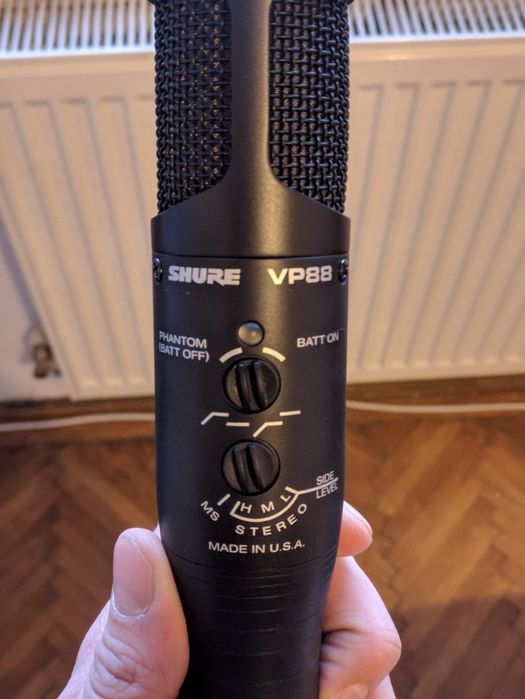 SHURE VP88
PHANTOM
(BATT OFF)
BATT ON
SIDE
LEVEL
H M L
MS STEREO
MADE IN U.S.A.